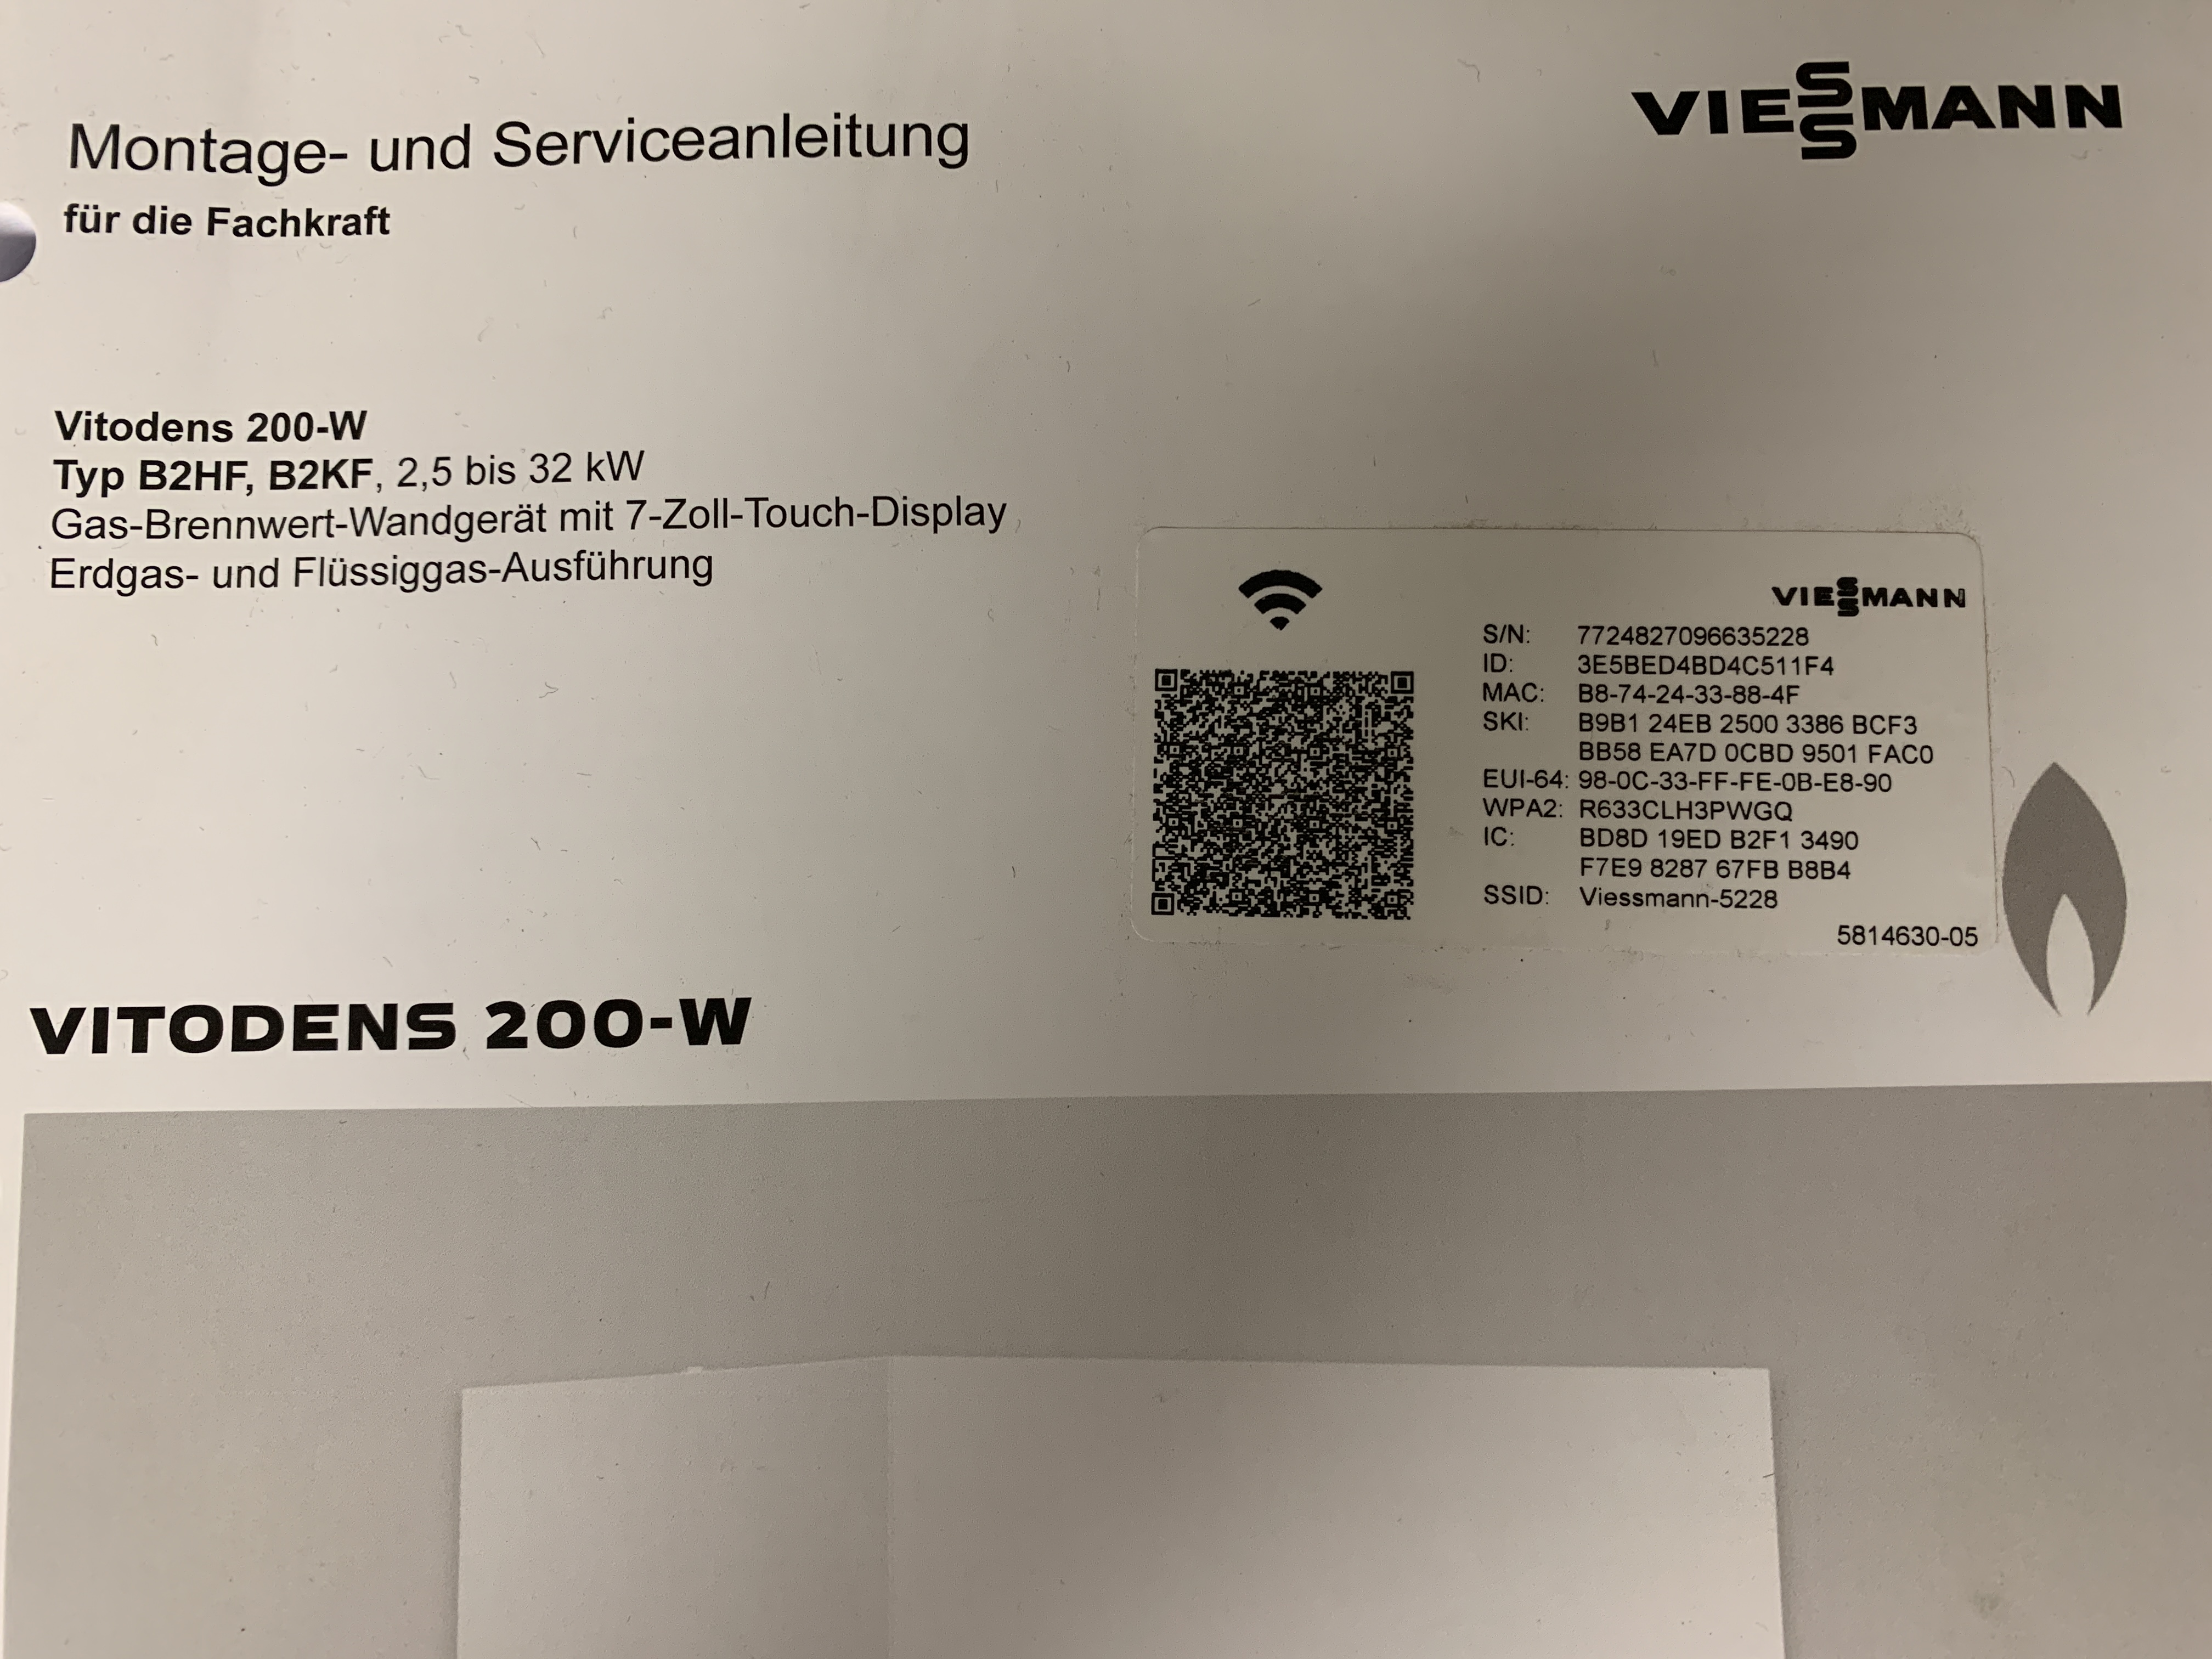 VIESSMANN
Montage- und Serviceanleitung
für die Fachkraft
Vitodens 200-W
Typ B2HF, B2KF, 2,5 bis 32 kW
Gas-Brennwert-Wandgerät mit 7-Zoll-Touch-Display
Erdgas- und Flüssiggas-Ausführung
VIESSMANN
S/N: 7724827096635228
ID: 3E5BED4BD4C511F4
MAC: B8-74-24-33-88-4F
SKI: B9B1 24EB 2500 3386 BCF3
BB58 EA7D 0CBD 9501 FAC0
EUI-64: 98-0C-33-FF-FE-0B-E8-90
WPA2: R633CLH3PWGQ
IC: BD8D 19ED B2F1 3490
F7E9 8287 67FB B8B4
SSID: Viessmann-5228
5814630-05
VITODENS 200-W